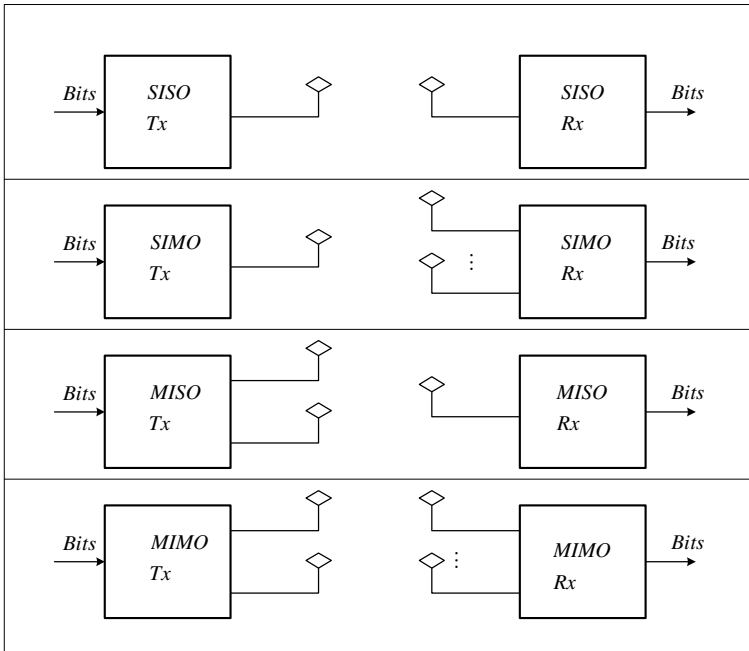 Bits SISO Tx SISO Rx Bits
Bits SIMO Tx SIMO Rx Bits
Bits MISO Tx MISO Rx Bits
Bits MIMO Tx MIMO Rx Bits